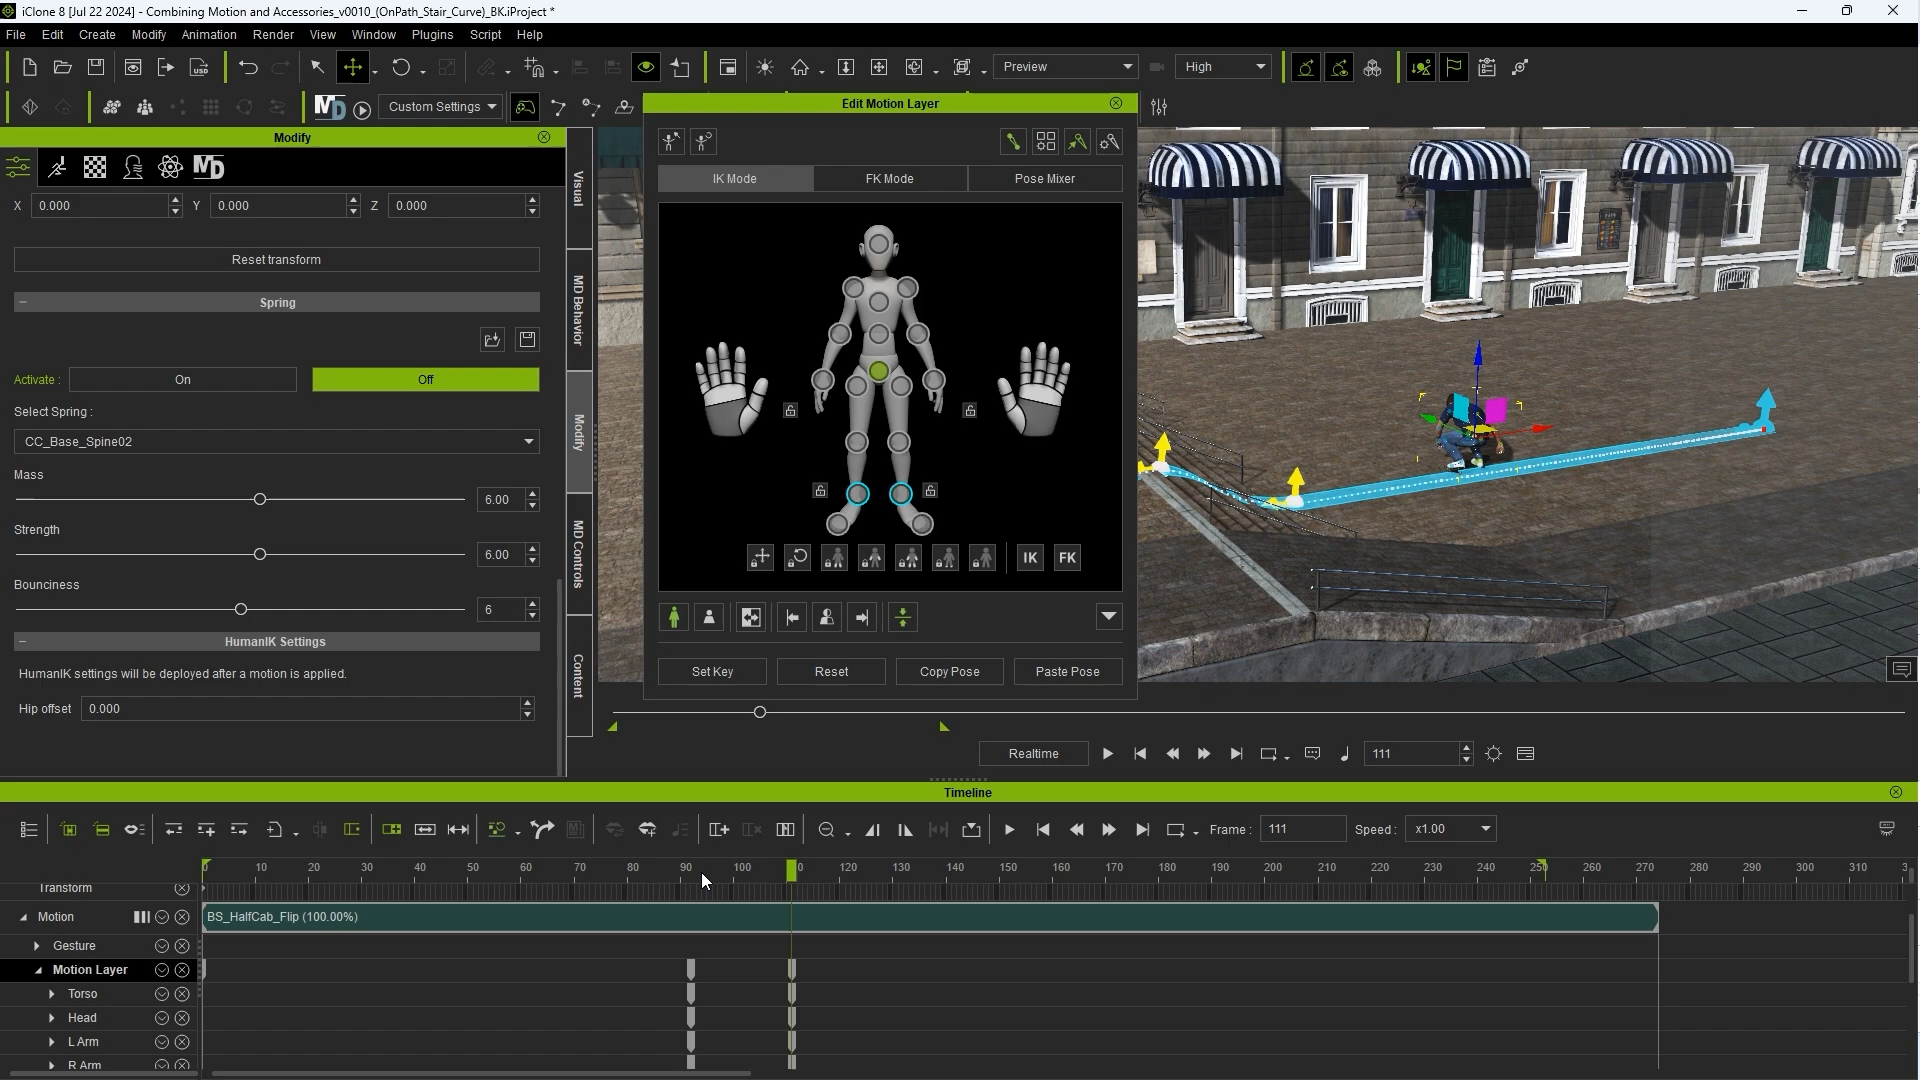 iClone 8 [Jul 22 2024] - Combining Motion and Accessories_v0010_(OnPath_Stair_Curve)_BK.iProject *
File Edit Create Modify Animation Render View Window Plugins Script Help
USD Preview High
MD Custom Settings
Edit Motion Layer
Modify
MD
IK Mode FK Mode Pose Mixer
X 0.000 Y 0.000 Z 0.000
Reset transform
Spring
Activate : On Off
Select Spring :
CC_Base_Spine02
Mass
6.00
Strength
6.00
Bounciness
6
HumanIK Settings
HumanIK settings will be deployed after a motion is applied.
Hip offset 0.000
Visual
MD Behavior
Modify
MD Controls
Content
IK FK
Set Key Reset Copy Pose Paste Pose
Realtime 111
Timeline
Frame : 111 Speed : x1.00
0 10 20 30 40 50 60 70 80 90 100 0 120 130 140 150 160 170 180 190 200 210 220 230 240 250 260 270 280 290 300 310 3
Transform
Motion BS_HalfCab_Flip (100.00%)
Gesture
Motion Layer
Torso
Head
L Arm
R Arm